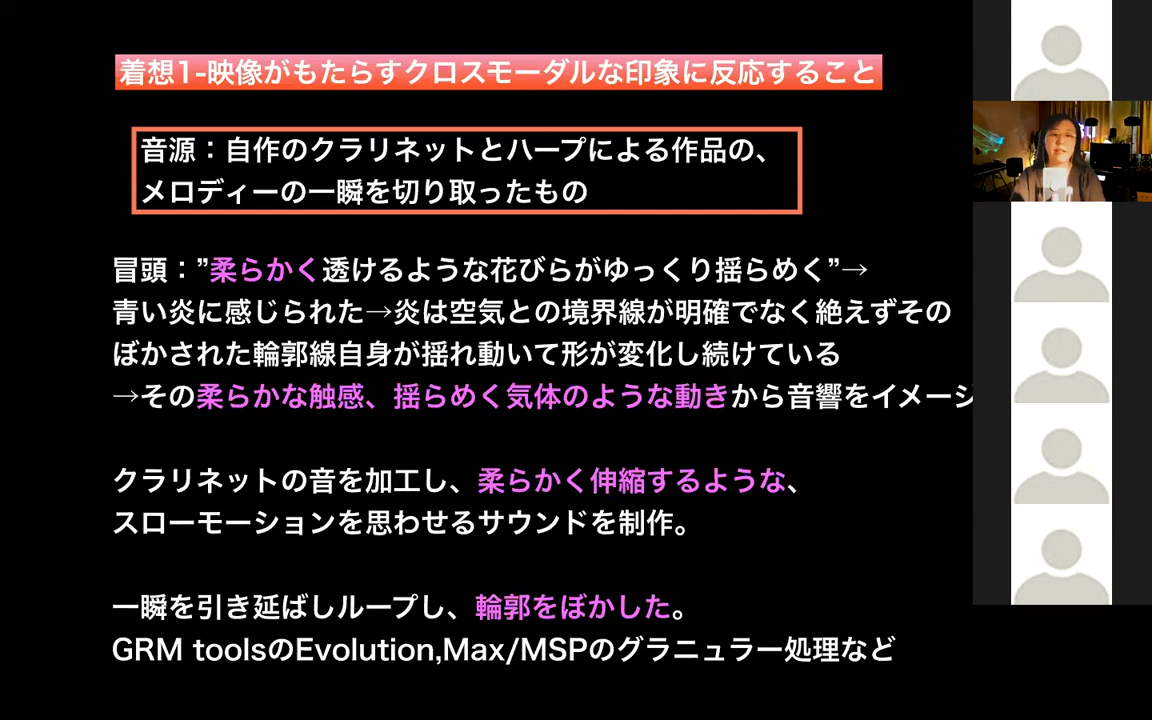 着想1-映像がもたらすクロスモーダルな印象に反応すること
音源：自作のクラリネットとハープによる作品の、
メロディーの一瞬を切り取ったもの
冒頭：”柔らかく透けるような花びらがゆっくり揺らめく”→
青い炎に感じられた→炎は空気との境界線が明確でなく絶えずその
ぼかされた輪郭線自身が揺れ動いて形が変化し続けている
→その柔らかな触感、揺らめく気体のような動きから音響をイメージ
クラリネットの音を加工し、柔らかく伸縮するような、
スローモーションを思わせるサウンドを制作。
一瞬を引き延ばしループし、輪郭をぼかした。
GRM toolsのEvolution,Max/MSPのグラニュラー処理など